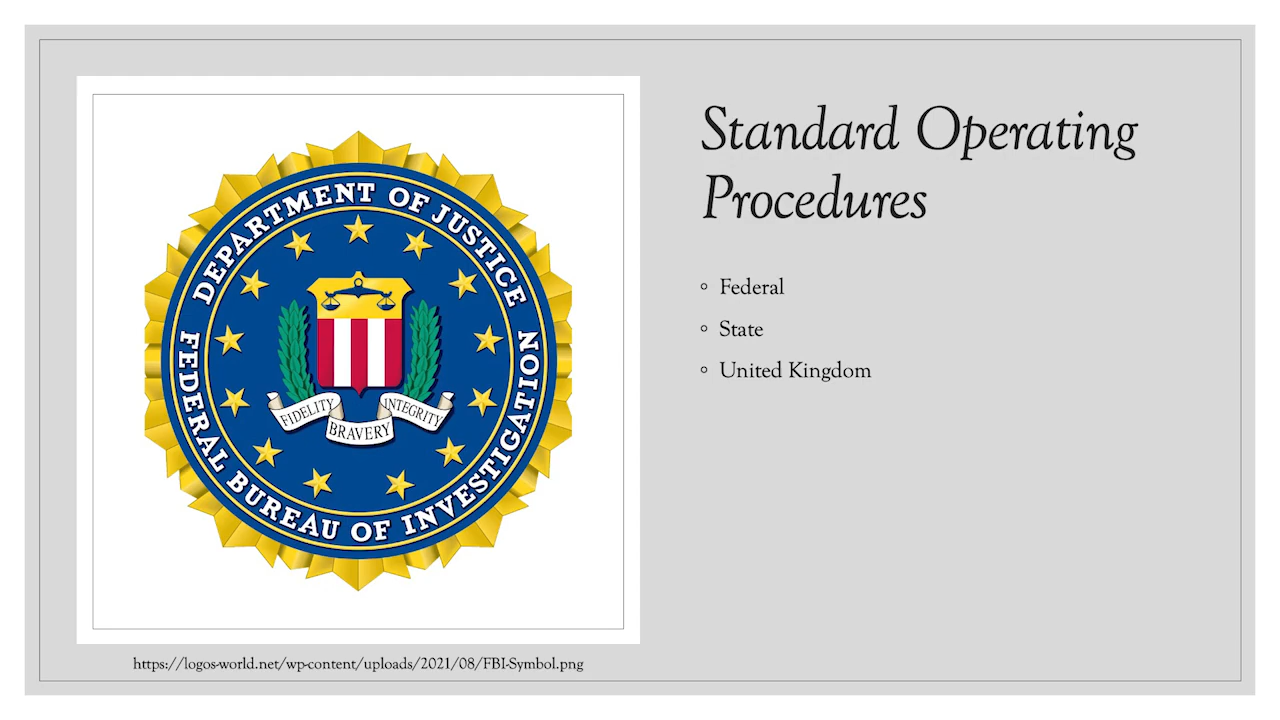 DEPARTMENT OF JUSTICE
FEDERAL BUREAU OF INVESTIGATION
FIDELITY
BRAVERY
INTEGRITY
https://logos-world.net/wp-content/uploads/2021/08/FBI-Symbol.png
Standard Operating
Procedures
Federal
State
United Kingdom